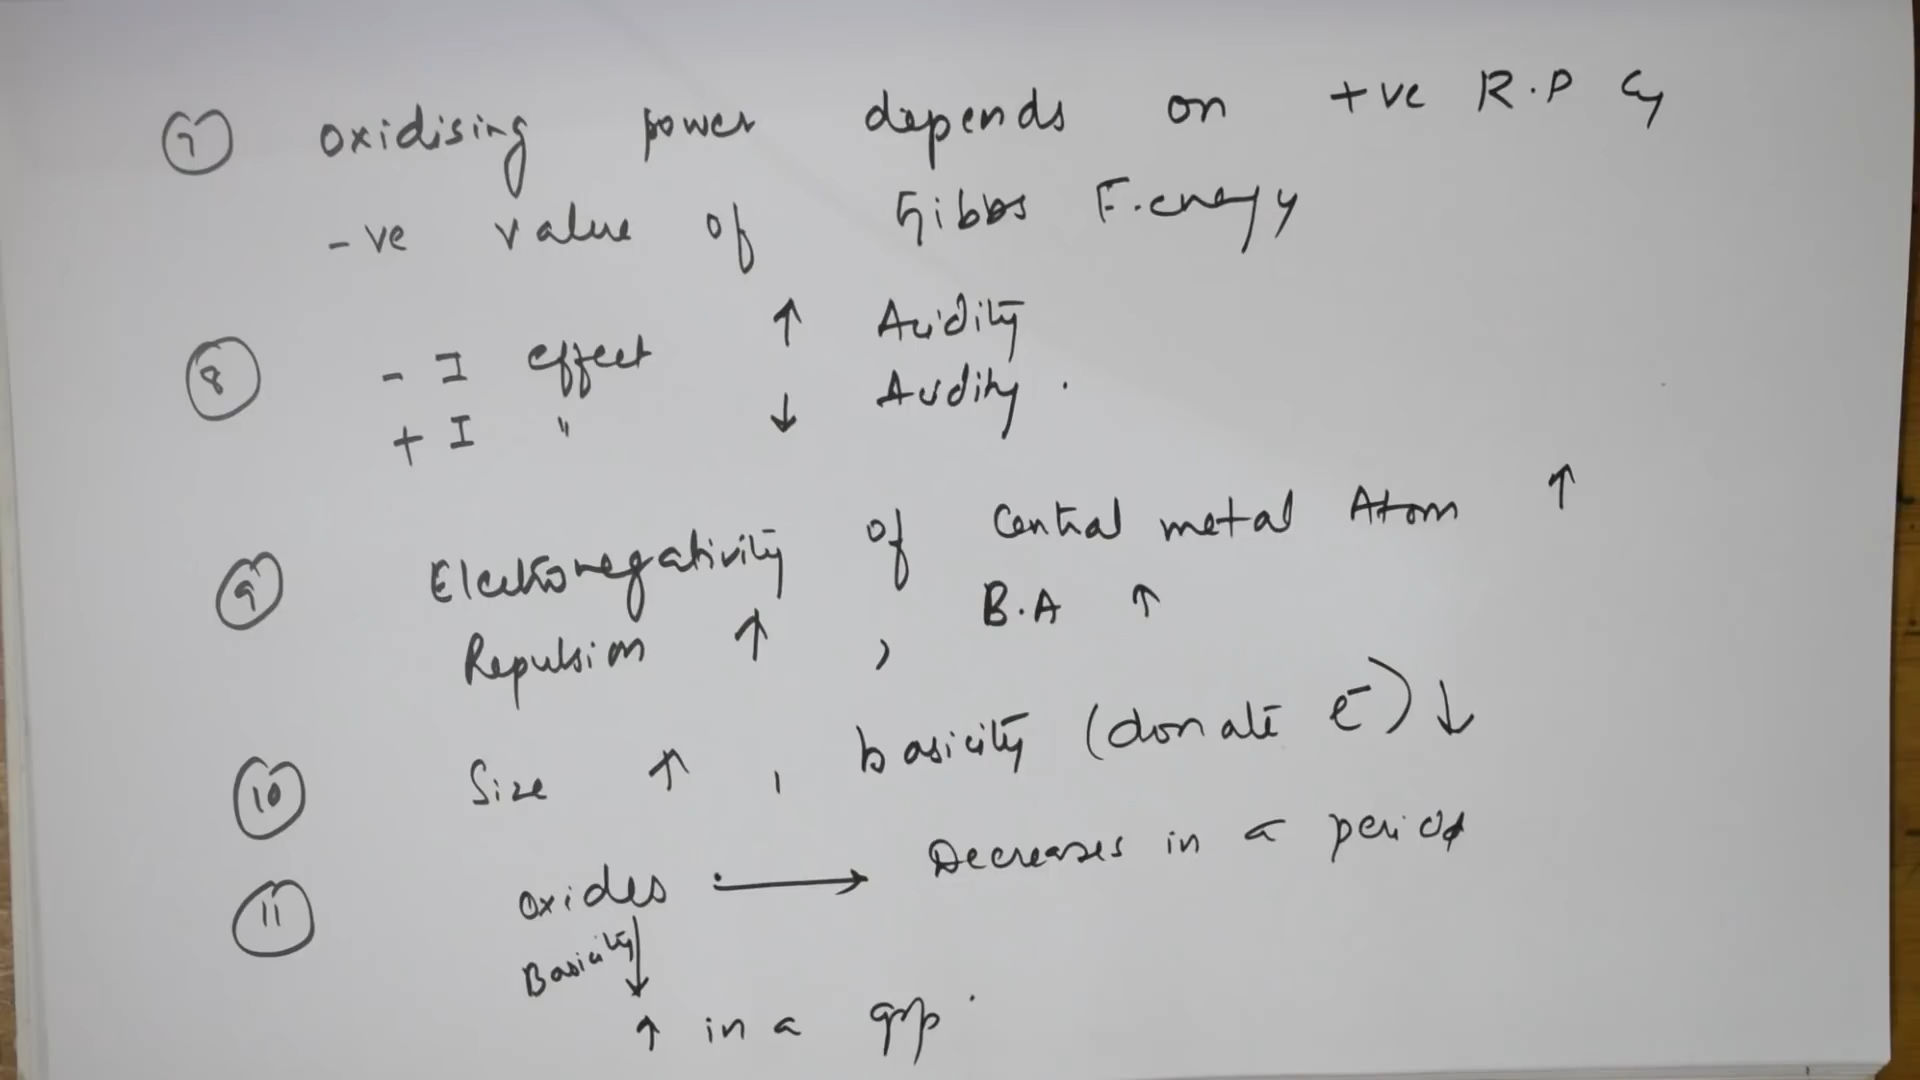 7 oxidising power depends on +ve R.P &
-ve value of Gibbs F.energy
8 - I effect ↑ Acidity
+ I " ↓ Acidity.
9 Electronegativity of Central metal Atom ↑
Repulsion ↑ , B.A ↑
10 Size ↑ , basicity (donate e⁻) ↓
11 oxides → Decreases in a period
Basicity ↓
↑ in a grp.